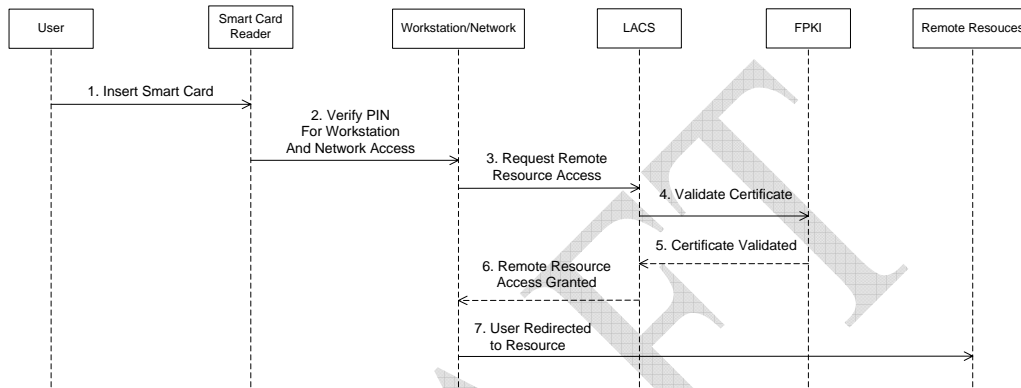 User
Smart Card
Reader
Workstation/Network
LACS
FPKI
Remote Resouces
1. Insert Smart Card
2. Verify PIN
For Workstation
And Network Access
3. Request Remote
Resource Access
4. Validate Certificate
5. Certificate Validated
6. Remote Resource
Access Granted
7. User Redirected
to Resource